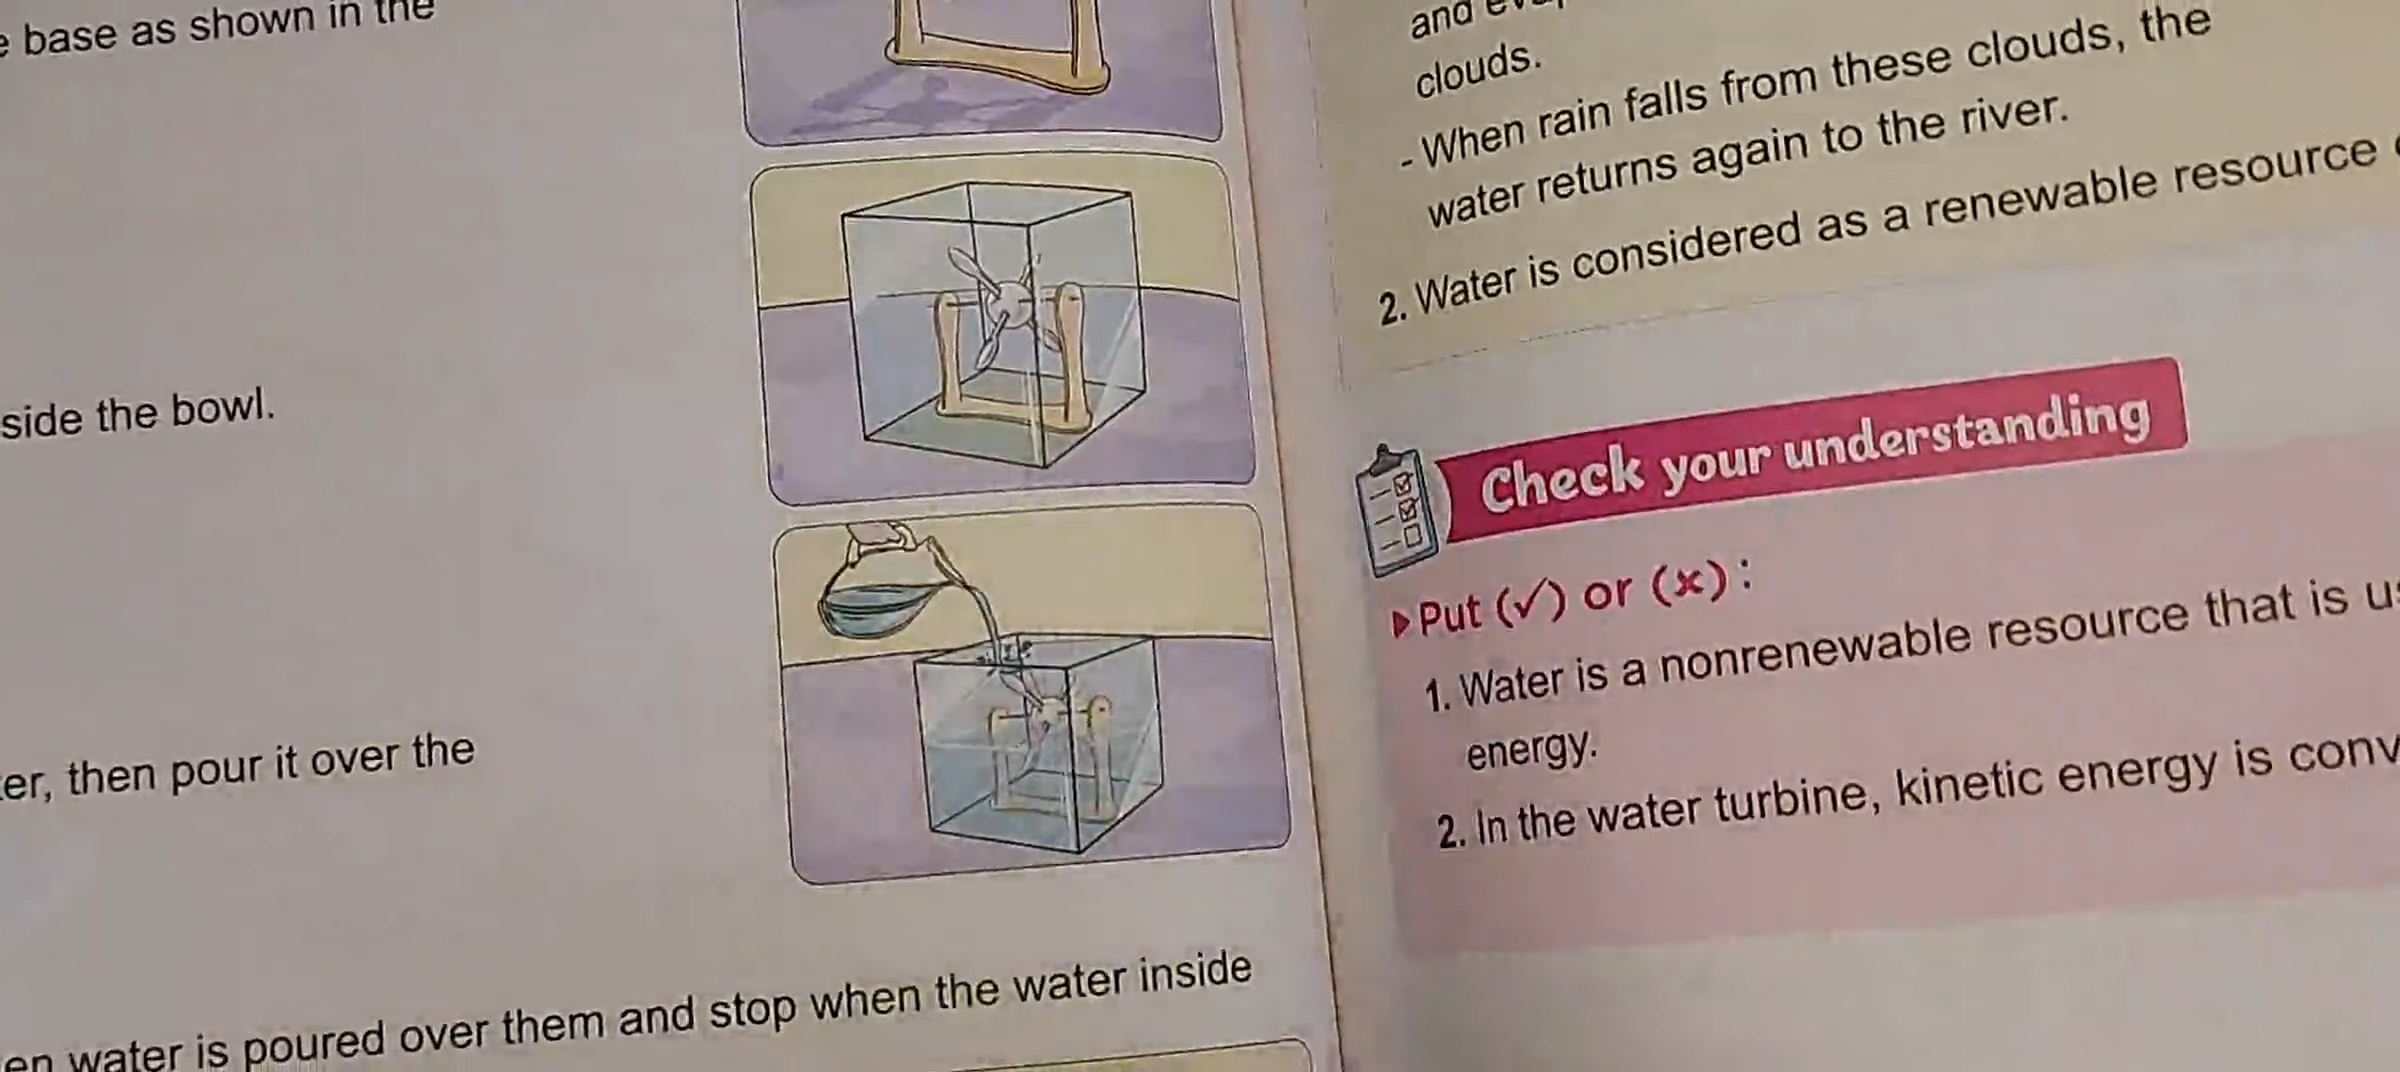 base as shown in the
side the bowl.
then pour it over the
water is poured over them and stop when the water inside
and
clouds.
- When rain falls from these clouds, the
water returns again to the river.
2. Water is considered as a renewable resource
Check your understanding
Put (✓) or (x) :
1. Water is a nonrenewable resource that is
energy.
2. In the water turbine, kinetic energy is